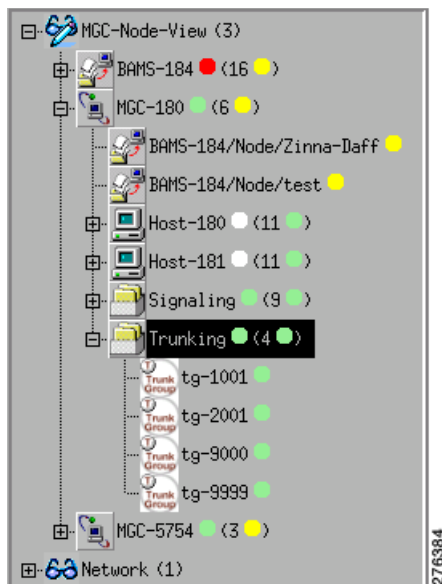 MGC-Node-View (3)
BAMS-184 (16 )
MGC-180 (6 )
BAMS-184/Node/Zinna-Daff
BAMS-184/Node/test
Host-180 (11 )
Host-181 (11 )
Signaling (9 )
Trunking (4 )
T Trunk Group tg-1001
T Trunk Group tg-2001
T Trunk Group tg-9000
T Trunk Group tg-9999
MGC-5754 (3 )
Network (1)
276384